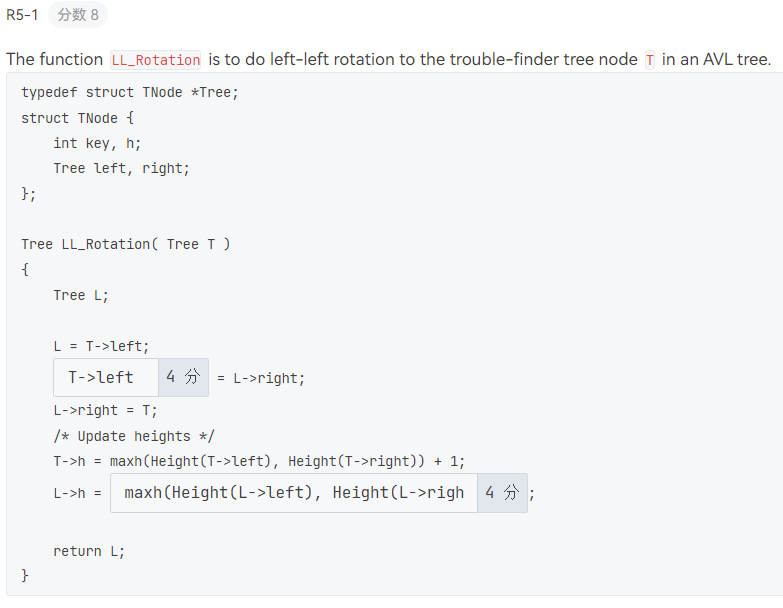 R5-1 分数 8
The function LL_Rotation is to do left-left rotation to the trouble-finder tree node T in an AVL tree.
typedef struct TNode *Tree;
struct TNode {
    int key, h;
    Tree left, right;
};
Tree LL_Rotation( Tree T )
{
    Tree L;
    L = T->left;
    T->left 4 分 = L->right;
    L->right = T;
    /* Update heights */
    T->h = maxh(Height(T->left), Height(T->right)) + 1;
    L->h = maxh(Height(L->left), Height(L->righ 4 分 ;
    return L;
}